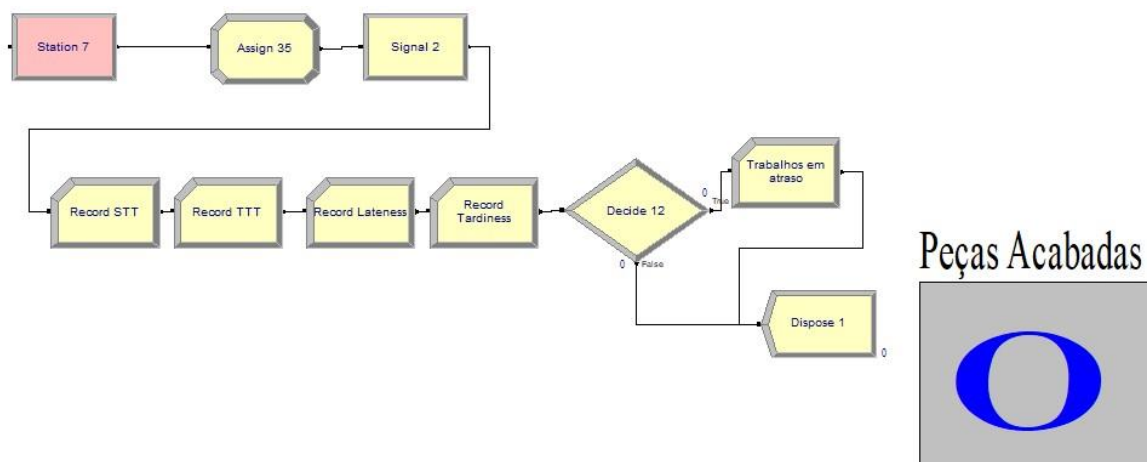 Station 7
Assign 35
Signal 2
Record STT
Record TTT
Record Lateness
Record
Tardiness
Decide 12
0
True
0
False
Trabalhos em
atraso
Dispose 1
0
Peças Acabadas
0